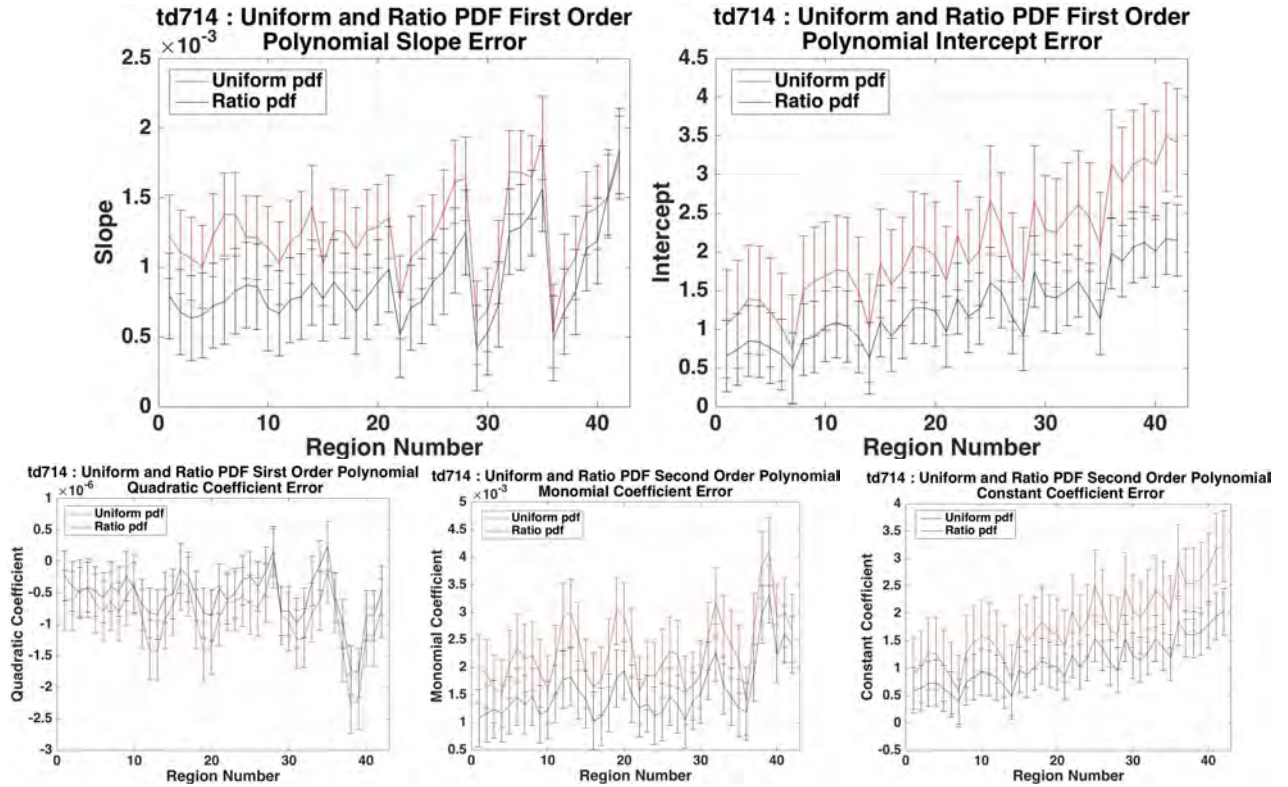 td714 : Uniform and Ratio PDF First Order
Polynomial Slope Error
×10⁻³
Uniform pdf
Ratio pdf
2.5
2
1.5
1
0.5
0
Slope
0 10 20 30 40
Region Number
td714 : Uniform and Ratio PDF First Order
Polynomial Intercept Error
Uniform pdf
Ratio pdf
4.5
4
3.5
3
2.5
2
1.5
1
0.5
0
Intercept
0 10 20 30 40
Region Number
td714 : Uniform and Ratio PDF Sirst Order Polynomial
Quadratic Coefficient Error
×10⁻⁶
Uniform pdf
Ratio pdf
1
0.5
0
-0.5
-1
-1.5
-2
-2.5
-3
Quadratic Coefficient
0 10 20 30 40
Region Number
td714 : Uniform and Ratio PDF Second Order Polynomial
Monomial Coefficient Error
×10⁻³
Uniform pdf
Ratio pdf
5
4.5
4
3.5
3
2.5
2
1.5
1
0.5
Monomial Coefficient
0 10 20 30 40
Region Number
td714 : Uniform and Ratio PDF Second Order Polynomial
Constant Coefficient Error
Uniform pdf
Ratio pdf
4
3.5
3
2.5
2
1.5
1
0.5
0
-0.5
Constant Coefficient
0 10 20 30 40
Region Number